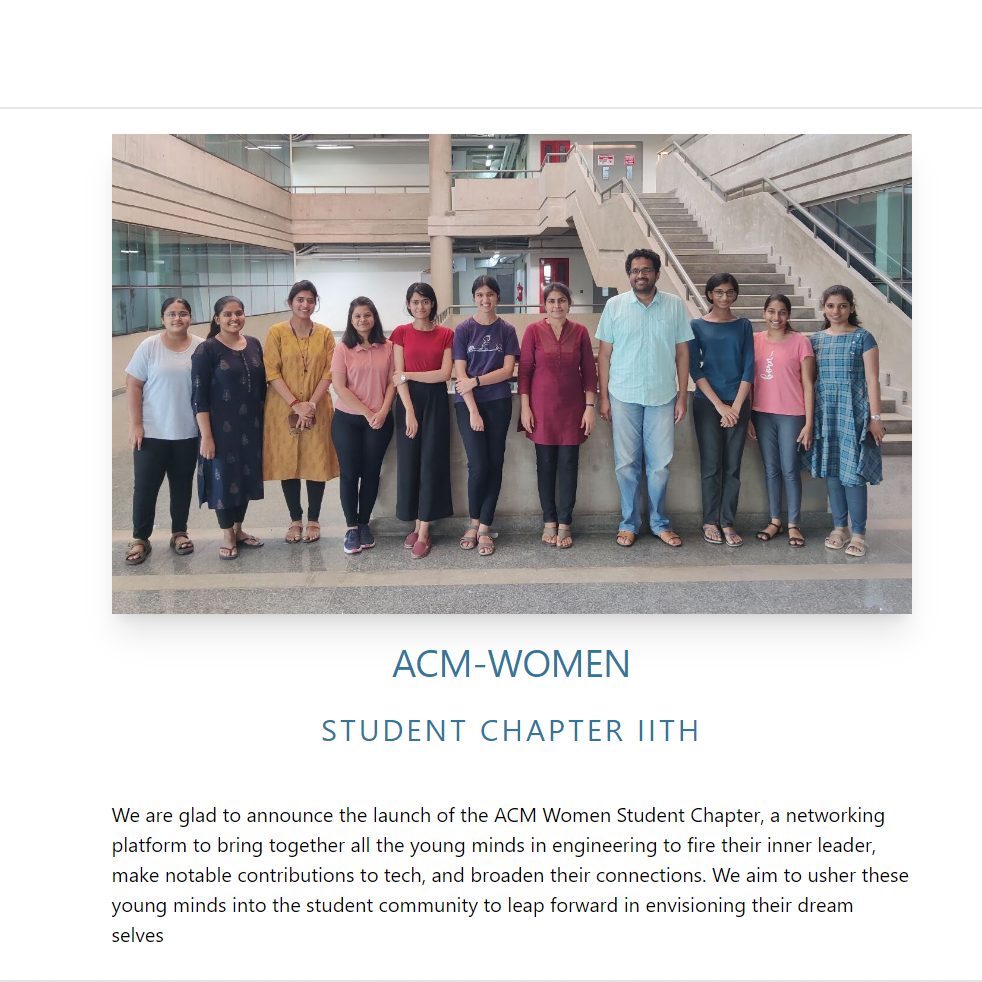 ACM-WOMEN
STUDENT CHAPTER IITH
We are glad to announce the launch of the ACM Women Student Chapter, a networking
platform to bring together all the young minds in engineering to fire their inner leader,
make notable contributions to tech, and broaden their connections. We aim to usher these
young minds into the student community to leap forward in envisioning their dream
selves